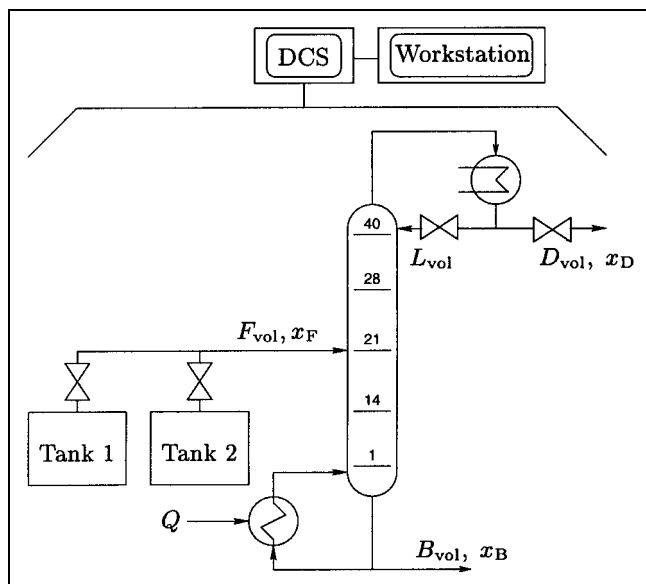 DCS
Workstation
40
L_vol
D_vol, x_D
28
F_vol, x_F
21
14
Tank 1
Tank 2
1
Q
B_vol, x_B